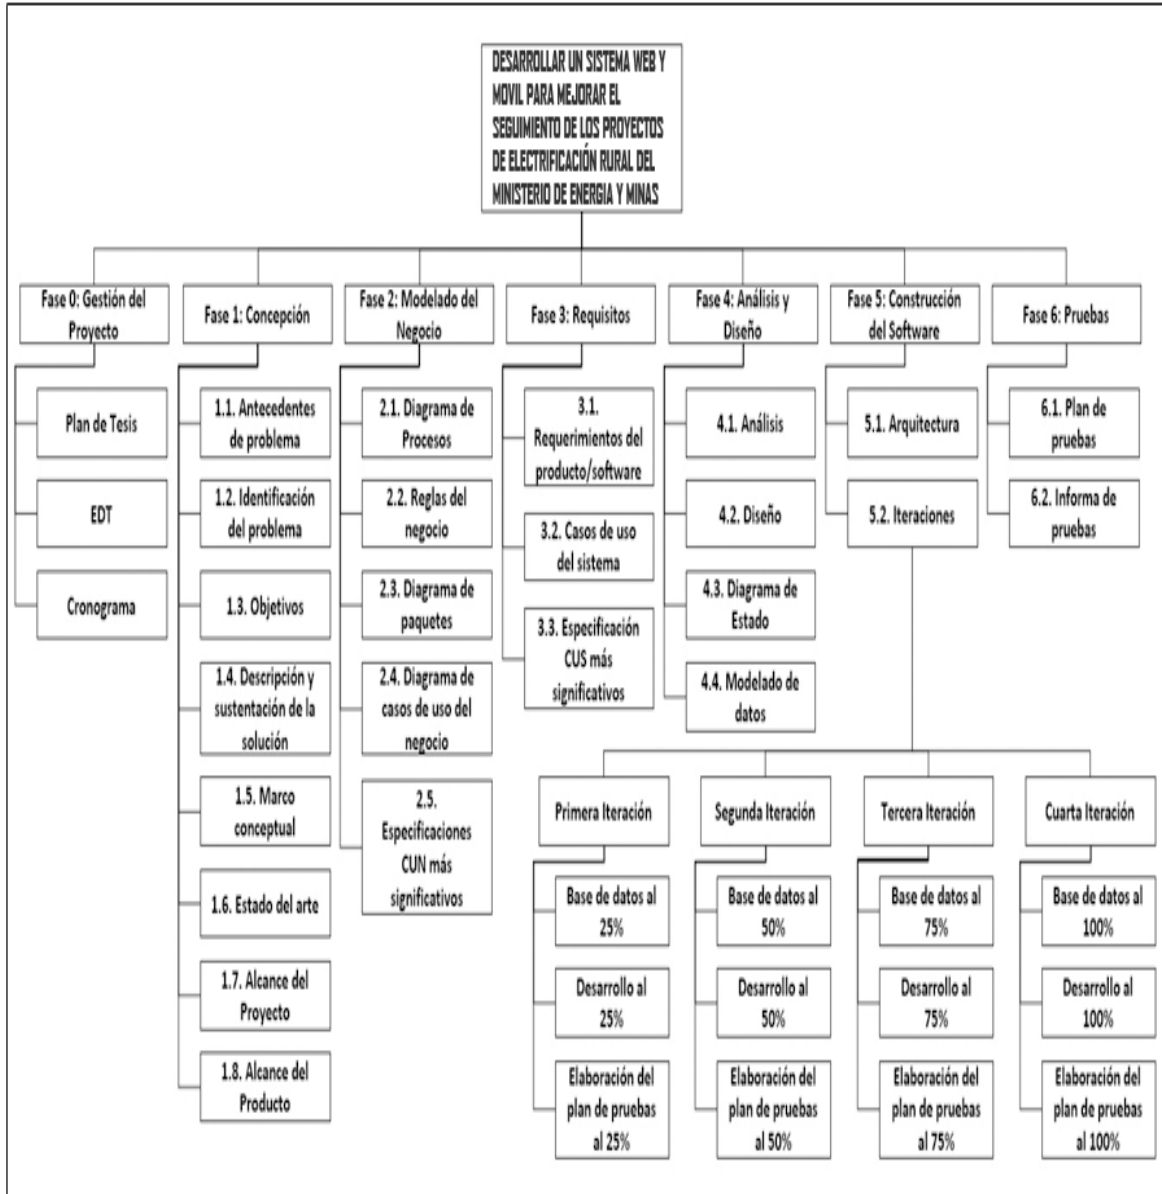 DESARROLLAR UN SISTEMA WEB Y
MOVIL PARA MEJORAR EL
SEGUIMIENTO DE LOS PROYECTOS
DE ELECTRIFICACIÓN RURAL DEL
MINISTERIO DE ENERGIA Y MINAS
Fase 0: Gestión del
Proyecto
Plan de Tesis
EDT
Cronograma
Fase 1: Concepción
1.1. Antecedentes
de problema
1.2. Identificación
del problema
1.3. Objetivos
1.4. Descripción y
sustentación de la
solución
1.5. Marco
conceptual
1.6. Estado del arte
1.7. Alcance del
Proyecto
1.8. Alcance del
Producto
Fase 2: Modelado del
Negocio
2.1. Diagrama de
Procesos
2.2. Reglas del
negocio
2.3. Diagrama de
paquetes
2.4. Diagrama de
casos de uso del
negocio
2.5.
Especificaciones
CUN más
significativos
Fase 3: Requisitos
3.1.
Requerimientos del
producto/software
3.2. Casos de uso
del sistema
3.3. Especificación
CUS más
significativos
Fase 4: Análisis y
Diseño
4.1. Análisis
4.2. Diseño
4.3. Diagrama de
Estado
4.4. Modelado de
datos
Fase 5: Construcción
del Software
5.1. Arquitectura
5.2. Iteraciones
Primera Iteración
Base de datos al
25%
Desarrollo al
25%
Elaboración del
plan de pruebas
al 25%
Segunda Iteración
Base de datos al
50%
Desarrollo al
50%
Elaboración del
plan de pruebas
al 50%
Tercera Iteración
Base de datos al
75%
Desarrollo al
75%
Elaboración del
plan de pruebas
al 75%
Cuarta Iteración
Base de datos al
100%
Desarrollo al
100%
Elaboración del
plan de pruebas
al 100%
Fase 6: Pruebas
6.1. Plan de
pruebas
6.2. Informa de
pruebas